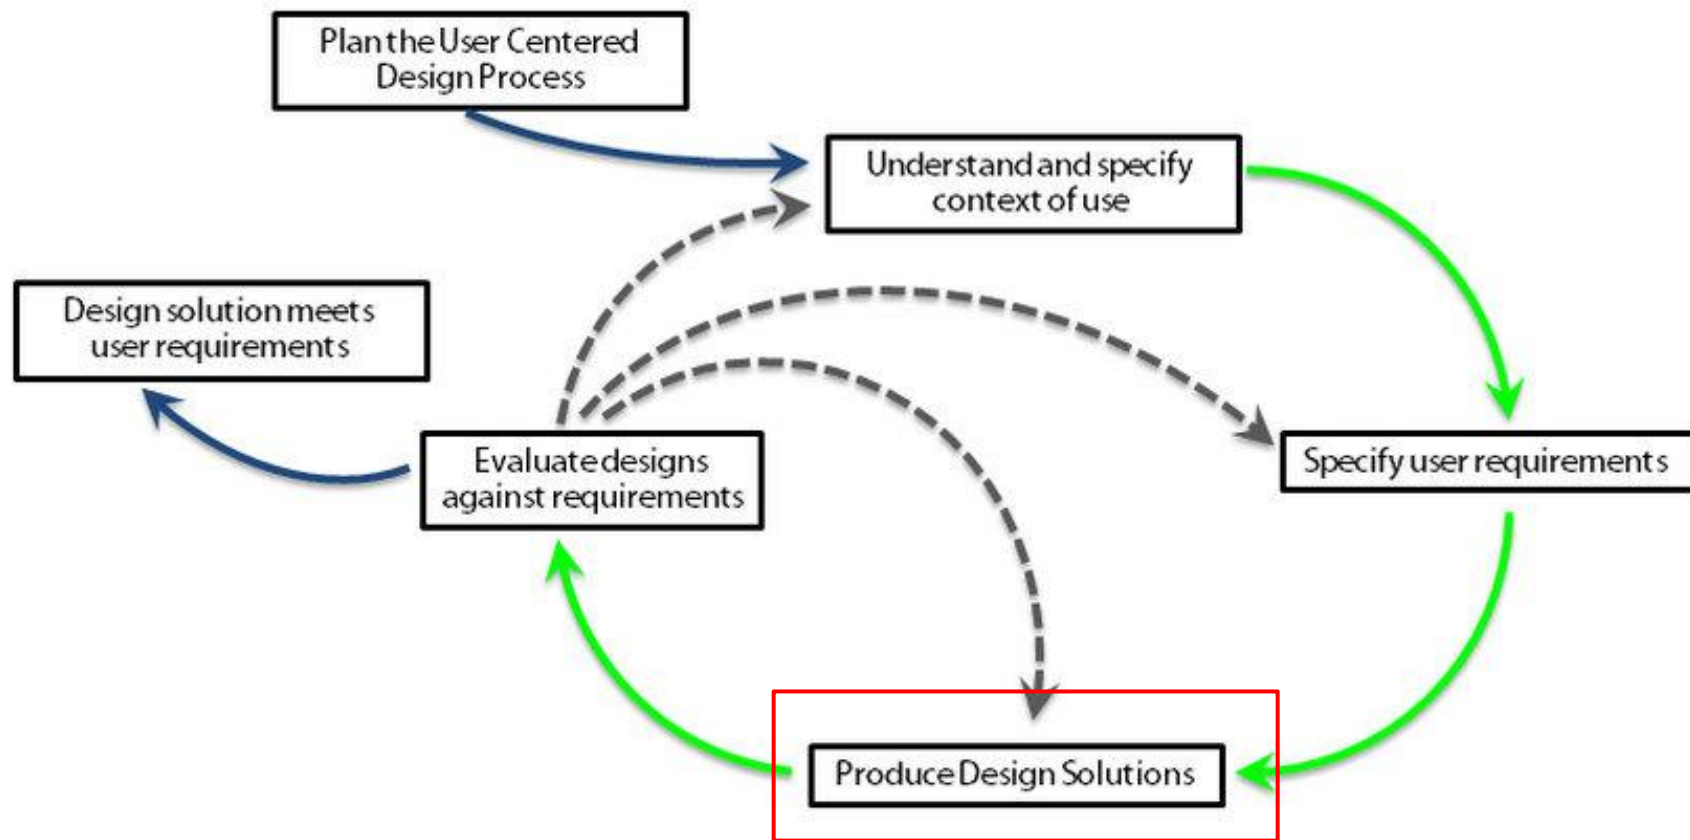 Plan the User Centered
Design Process
Understand and specify
context of use
Design solution meets
user requirements
Evaluate designs
against requirements
Specify user requirements
Produce Design Solutions